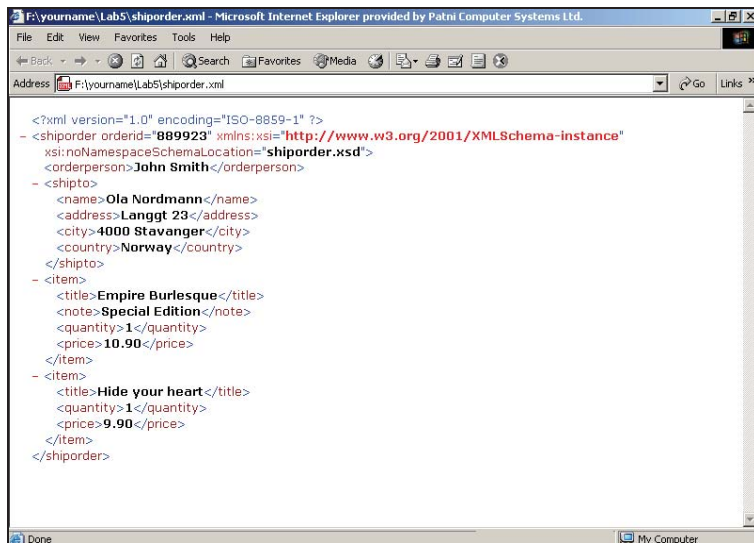 F:\yourname\Lab5\shiporder.xml - Microsoft Internet Explorer provided by Patni Computer Systems Ltd.
File Edit View Favorites Tools Help
Back Search Favorites Media
Address F:\yourname\Lab5\shiporder.xml Go Links »
<?xml version="1.0" encoding="ISO-8859-1" ?>
- <shiporder orderid="889923" xmlns:xsi="http://www.w3.org/2001/XMLSchema-instance"
xsi:noNamespaceSchemaLocation="shiporder.xsd">
<orderperson>John Smith</orderperson>
- <shipto>
<name>Ola Nordmann</name>
<address>Langgt 23</address>
<city>4000 Stavanger</city>
<country>Norway</country>
</shipto>
- <item>
<title>Empire Burlesque</title>
<note>Special Edition</note>
<quantity>1</quantity>
<price>10.90</price>
</item>
- <item>
<title>Hide your heart</title>
<quantity>1</quantity>
<price>9.90</price>
</item>
</shiporder>
Done My Computer